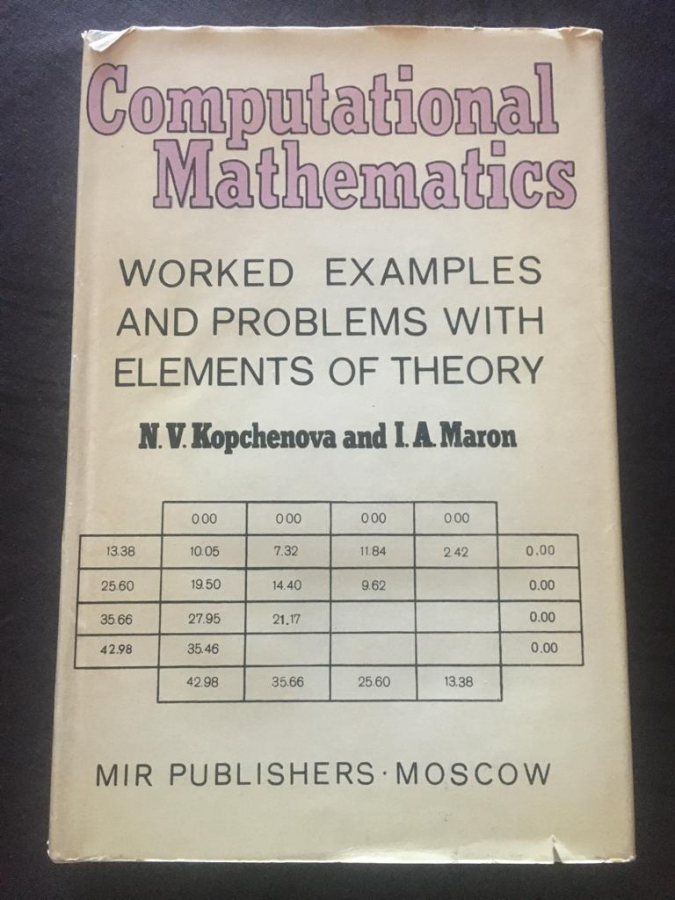 Computational
Mathematics
WORKED EXAMPLES
AND PROBLEMS WITH
ELEMENTS OF THEORY
N. V. Kopchenova and I. A. Maron
0 00 0 00 0 00 0 00
13.38 10.05 7.32 11.84 2.42 0.00
25.60 19.50 14.40 9.62 0.00
35.66 27.95 21.17 0.00
42.98 35.46 0.00
42.98 35.66 25.60 13.38
MIR PUBLISHERS · MOSCOW